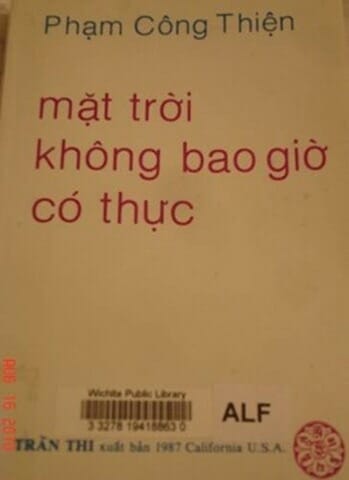 Phạm Công Thiện
mặt trời
không bao giờ
có thực
Wichita Public Library
3 3278 19418863 0
ALF
TRẦN THI xuất bản 1987 California U.S.A.